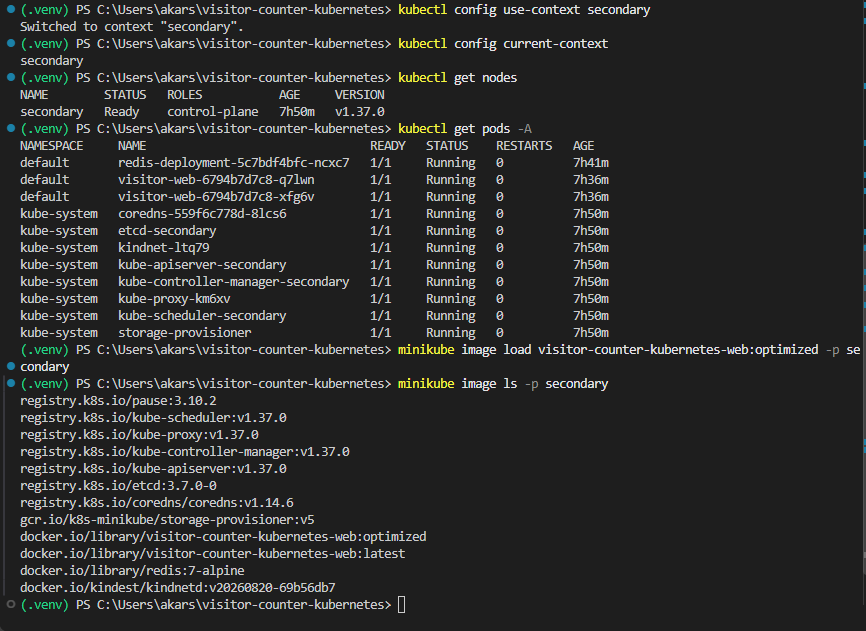 (.venv) PS C:\Users\akars\visitor-counter-kubernetes> kubectl config use-context secondary
Switched to context "secondary".
(.venv) PS C:\Users\akars\visitor-counter-kubernetes> kubectl config current-context
secondary
(.venv) PS C:\Users\akars\visitor-counter-kubernetes> kubectl get nodes
NAME STATUS ROLES AGE VERSION
secondary Ready control-plane 7h50m v1.37.0
(.venv) PS C:\Users\akars\visitor-counter-kubernetes> kubectl get pods -A
NAMESPACE NAME READY STATUS RESTARTS AGE
default redis-deployment-5c7bdf4bfc-ncxc7 1/1 Running 0 7h41m
default visitor-web-6794b7d7c8-q7lwn 1/1 Running 0 7h36m
default visitor-web-6794b7d7c8-xfg6v 1/1 Running 0 7h36m
kube-system coredns-559f6c778d-8lcs6 1/1 Running 0 7h50m
kube-system etcd-secondary 1/1 Running 0 7h50m
kube-system kindnet-ltq79 1/1 Running 0 7h50m
kube-system kube-apiserver-secondary 1/1 Running 0 7h50m
kube-system kube-controller-manager-secondary 1/1 Running 0 7h50m
kube-system kube-proxy-km6xv 1/1 Running 0 7h50m
kube-system kube-scheduler-secondary 1/1 Running 0 7h50m
kube-system storage-provisioner 1/1 Running 0 7h50m
(.venv) PS C:\Users\akars\visitor-counter-kubernetes> minikube image load visitor-counter-kubernetes-web:optimized -p se
condary
(.venv) PS C:\Users\akars\visitor-counter-kubernetes> minikube image ls -p secondary
registry.k8s.io/pause:3.10.2
registry.k8s.io/kube-scheduler:v1.37.0
registry.k8s.io/kube-proxy:v1.37.0
registry.k8s.io/kube-controller-manager:v1.37.0
registry.k8s.io/kube-apiserver:v1.37.0
registry.k8s.io/etcd:3.7.0-0
registry.k8s.io/coredns/coredns:v1.14.6
gcr.io/k8s-minikube/storage-provisioner:v5
docker.io/library/visitor-counter-kubernetes-web:optimized
docker.io/library/visitor-counter-kubernetes-web:latest
docker.io/library/redis:7-alpine
docker.io/kindest/kindnetd:v20260820-69b56db7
(.venv) PS C:\Users\akars\visitor-counter-kubernetes>